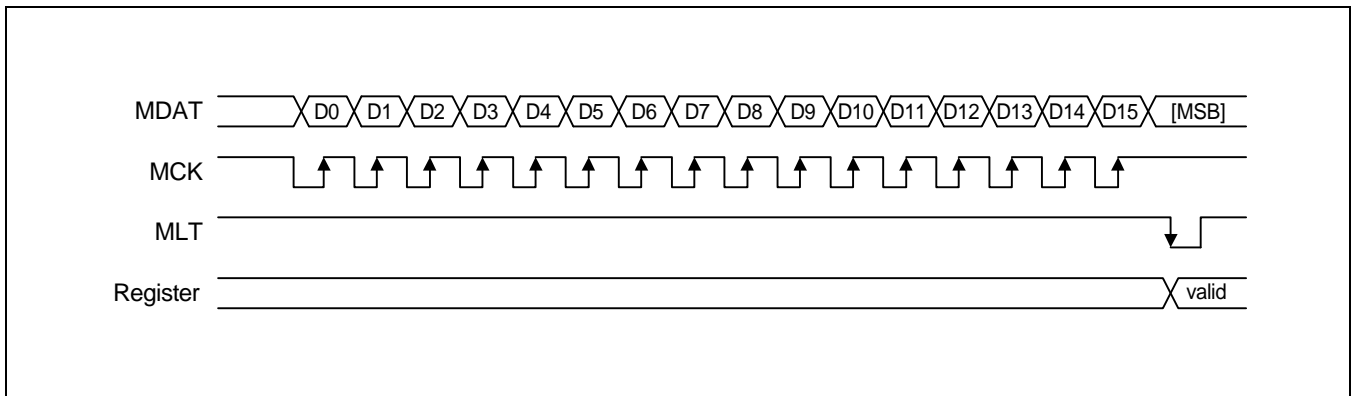 MDAT D0 D1 D2 D3 D4 D5 D6 D7 D8 D9 D10 D11 D12 D13 D14 D15 [MSB]
MCK
MLT
Register valid